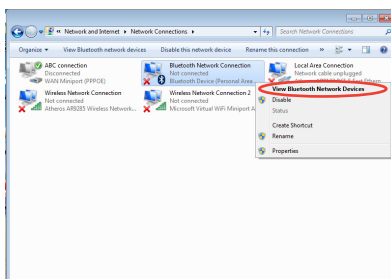 Network and Internet ▸ Network Connections ▸
Search Network Connections
Organize ▾ View Bluetooth network devices Disable this network device Rename this connection »
ABC connection
Disconnected
WAN Miniport (PPPOE)
Bluetooth Network Connection
Not connected
Bluetooth Device (Personal Area
Local Area Connection
Network cable unplugged
Wireless Network Connection
Not connected
Atheros AR9285 Wireless Network...
Wireless Network Connection 2
Not connected
Microsoft Virtual WiFi Miniport A
View Bluetooth Network Devices
Disable
Status
Create Shortcut
Rename
Properties